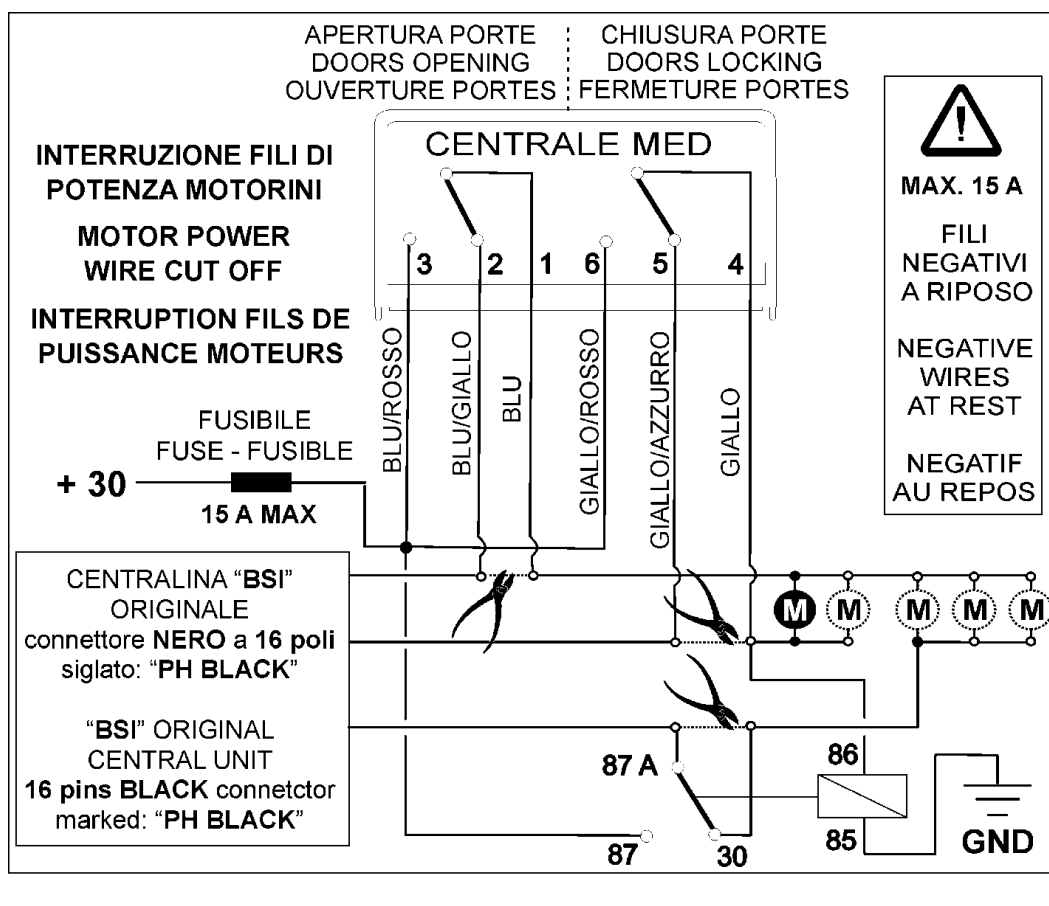 APERTURA PORTE
DOORS OPENING
OUVERTURE PORTES
CHIUSURA PORTE
DOORS LOCKING
FERMETURE PORTES
CENTRALE MED
INTERRUZIONE FILI DI
POTENZA MOTORINI
MOTOR POWER
WIRE CUT OFF
INTERRUPTION FILS DE
PUISSANCE MOTEURS
3 2 1 6 5 4
BLU/ROSSO
BLU/GIALLO
BLU
GIALLO/ROSSO
GIALLO/AZZURRO
GIALLO
MAX. 15 A
FILI
NEGATIVI
A RIPOSO
NEGATIVE
WIRES
AT REST
NEGATIF
AU REPOS
FUSIBILE
FUSE - FUSIBLE
+ 30
15 A MAX
CENTRALINA “BSI”
ORIGINALE
connettore NERO a 16 poli
siglato: “PH BLACK”
“BSI” ORIGINAL
CENTRAL UNIT
16 pins BLACK connetctor
marked: “PH BLACK”
M M M M M
87 A
86
87
30
85
GND